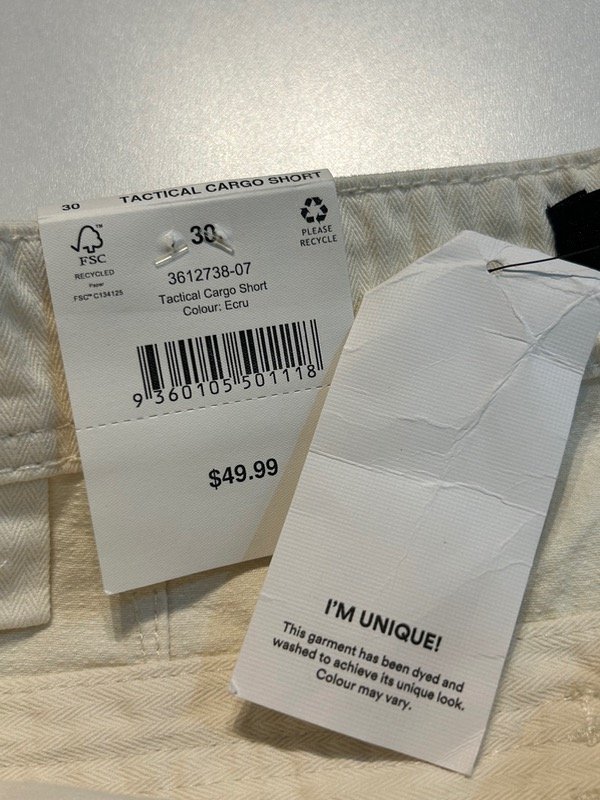 30 TACTICAL CARGO SHORT
FSC™
RECYCLED
Paper
FSC™ C134125
30
PLEASE
RECYCLE
3612738-07
Tactical Cargo Short
Colour: Ecru
9 360105 501118
$49.99
I'M UNIQUE!
This garment has been dyed and
washed to achieve its unique look.
Colour may vary.